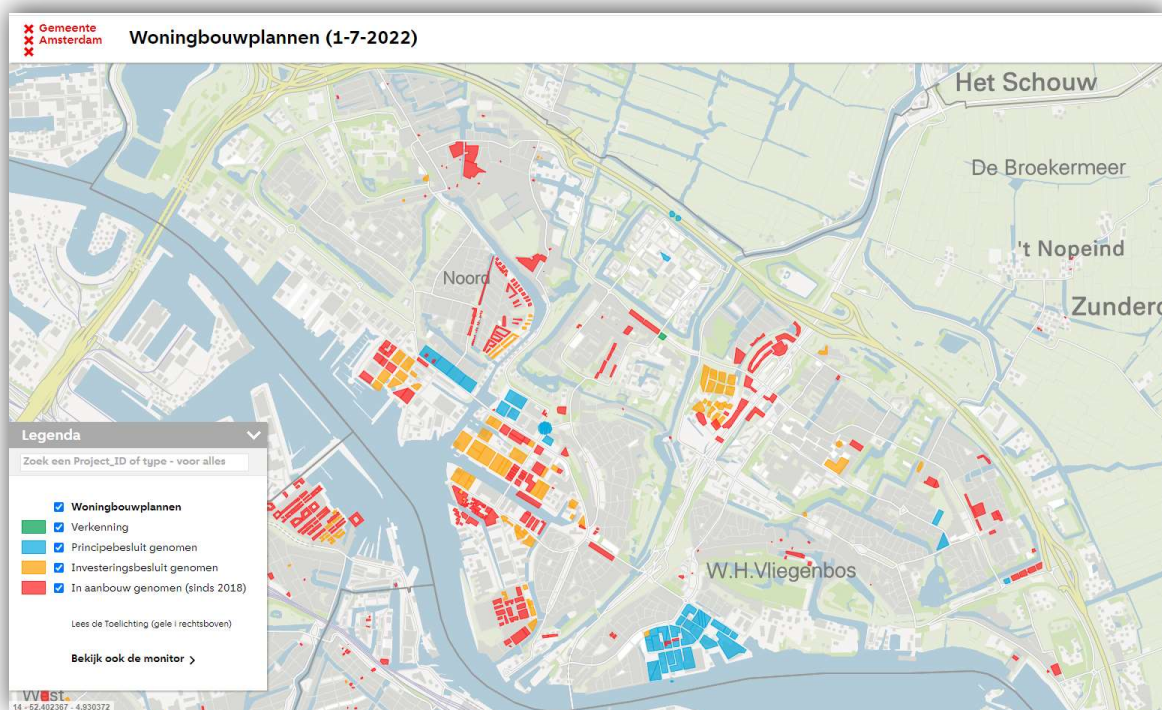 Gemeente
Amsterdam
Woningbouwplannen (1-7-2022)
Het Schouw
De Broekermeer
't Nopeind
Noord
Zunderd
Legenda
Zoek een Project_ID of type - voor alles
Woningbouwplannen
Verkenning
Principebesluit genomen
Investeringsbesluit genomen
In aanbouw genomen (sinds 2018)
W.H.Vliegenbos
Lees de Toelichting (gele i rechtsboven)
Bekijk ook de monitor >
West
14 - 52.402367 - 4.930372